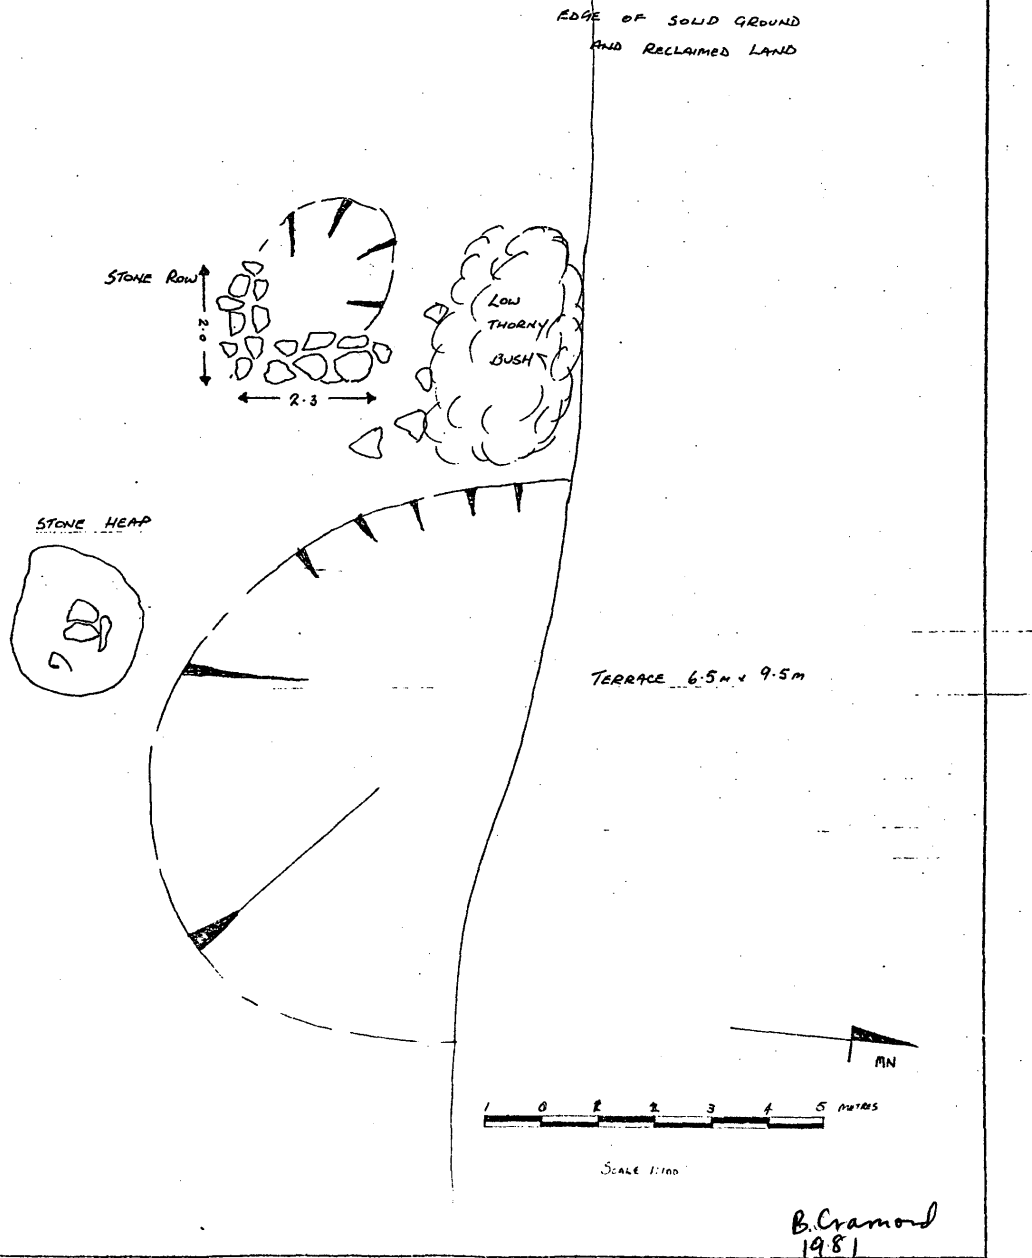 EDGE OF SOLID GROUND
AND RECLAIMED LAND
STONE ROW
2.0
2.3
LOW
THORNY
BUSH
STONE HEAP
TERRACE 6.5m x 9.5m
MN
1 0 1 2 3 4 5 METRES
SCALE 1:100
B. Cramond
1981